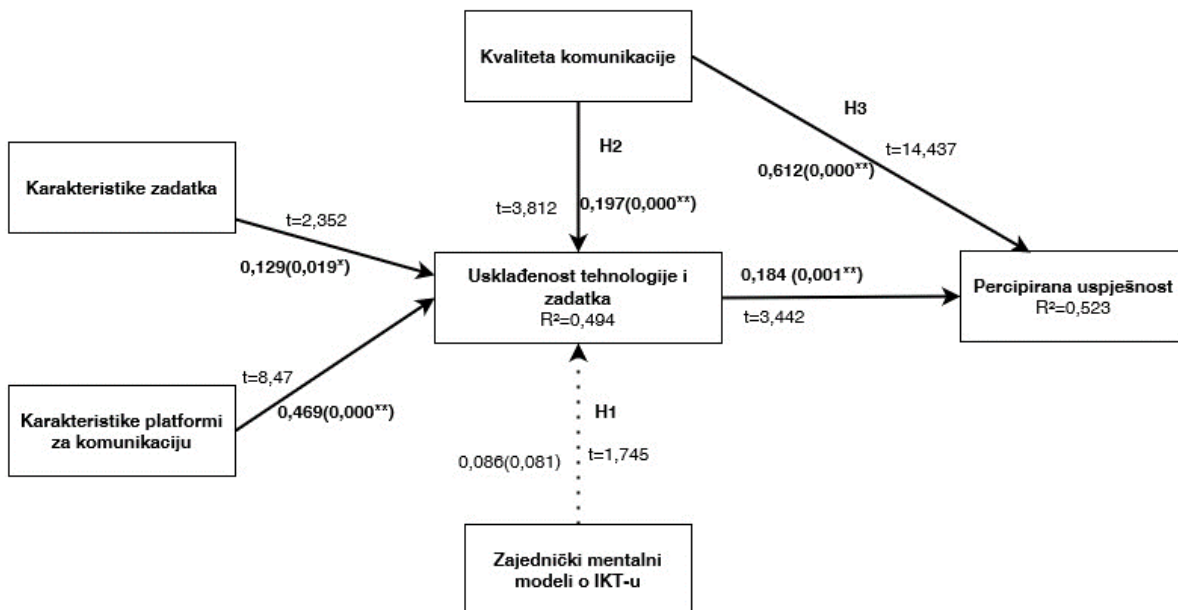 Kvaliteta komunikacije
H3
t=14,437
0,612(0,000**)
H2
Karakteristike zadatka
t=3,812
0,197(0,000**)
t=2,352
0,129(0,019*)
Usklađenost tehnologije i
zadatka
R²=0,494
0,184 (0,001**)
t=3,442
Percipirana uspješnost
R²=0,523
t=8,47
0,469(0,000**)
Karakteristike platformi
za komunikaciju
H1
0,086(0,081)
t=1,745
Zajednički mentalni
modeli o IKT-u